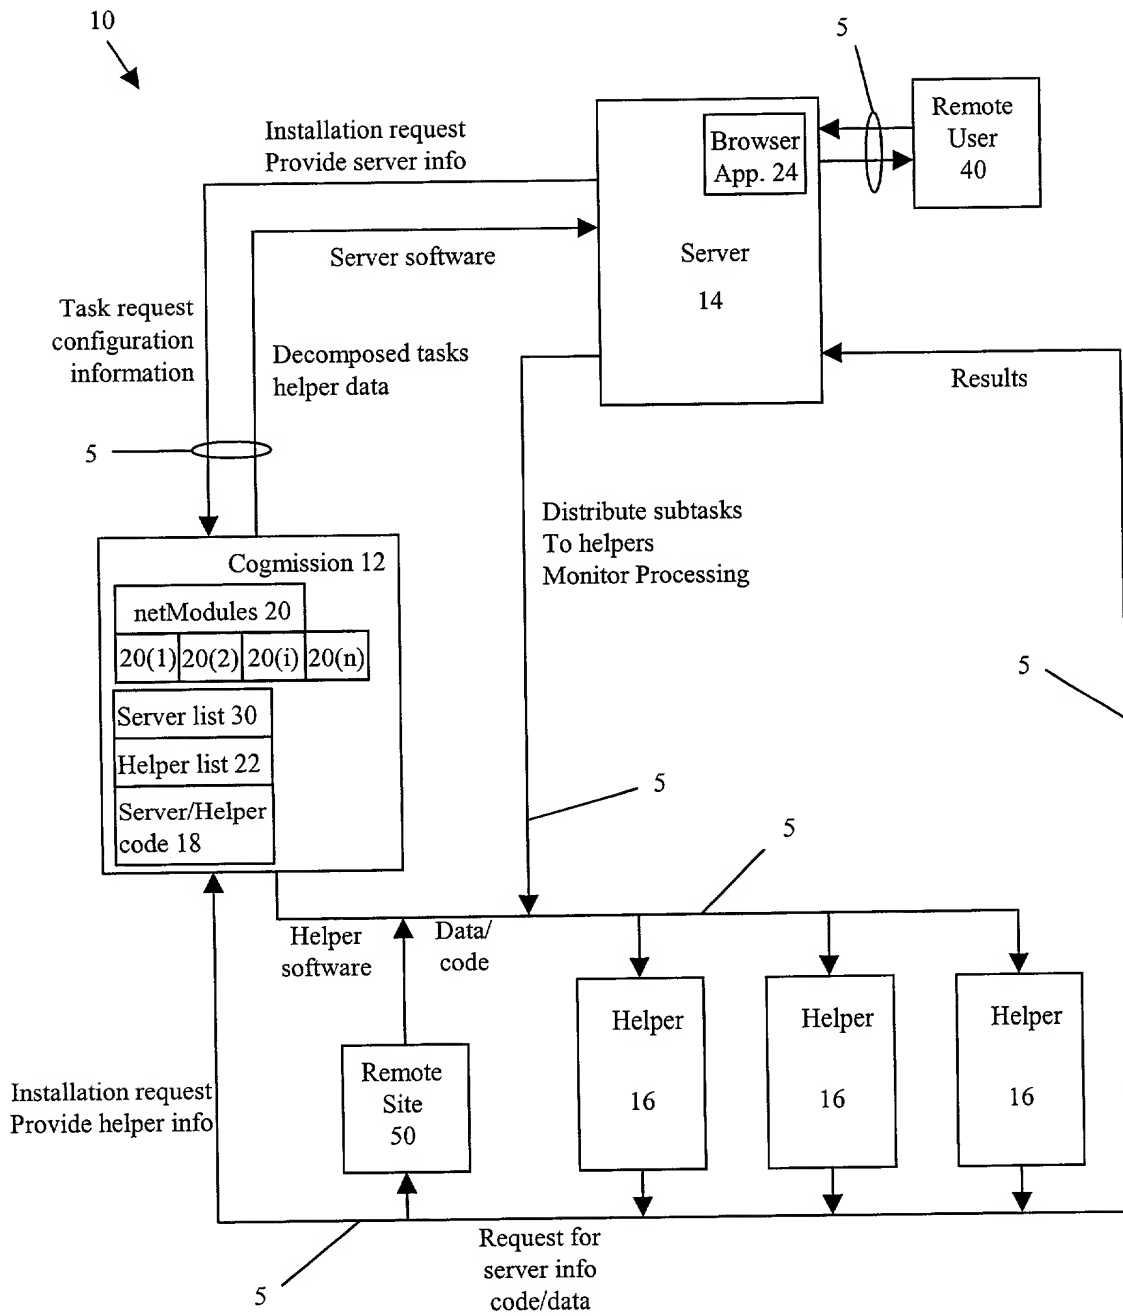 10
5
Installation request
Provide server info
Browser
App. 24
Remote
User
40
Server software
Server
14
Task request
configuration
information
Decomposed tasks
helper data
Results
5
Distribute subtasks
To helpers
Monitor Processing
Cogmission 12
netModules 20
20(1) 20(2) 20(i) 20(n)
Server list 30
Helper list 22
Server/Helper
code 18
5
5
5
Helper
software
Data/
code
Helper
16
Helper
16
Helper
16
Remote
Site
50
Installation request
Provide helper info
5
Request for
server info
code/data